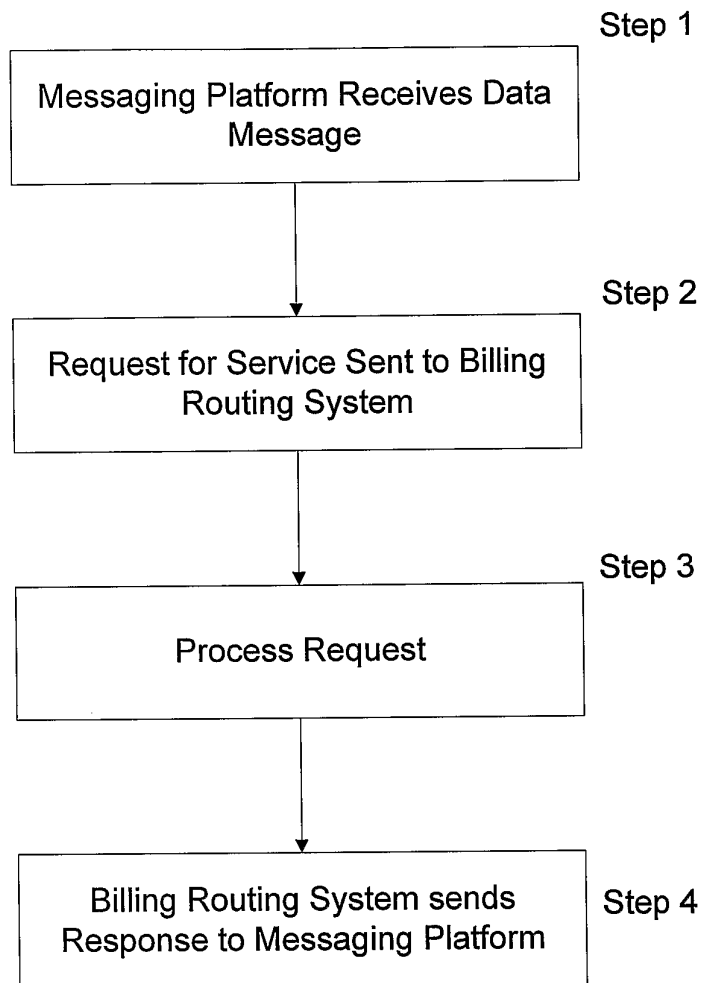 Step 1
Messaging Platform Receives Data
Message
Step 2
Request for Service Sent to Billing
Routing System
Step 3
Process Request
Billing Routing System sends
Response to Messaging Platform
Step 4